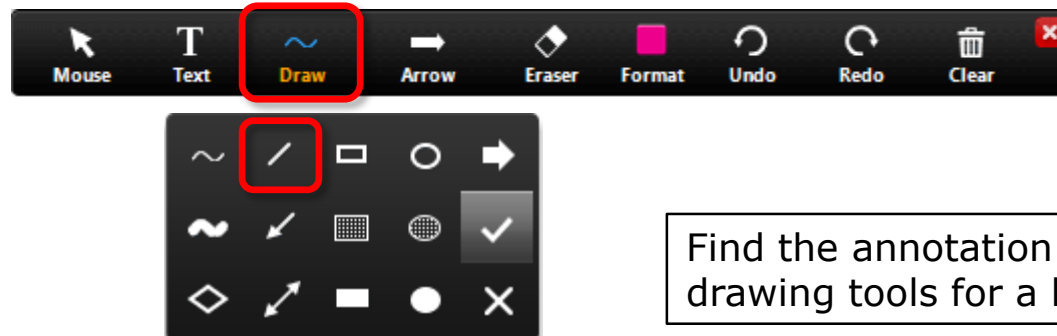 Mouse Text Draw Arrow Eraser Format Undo Redo Clear
Find the annotation
drawing tools for a